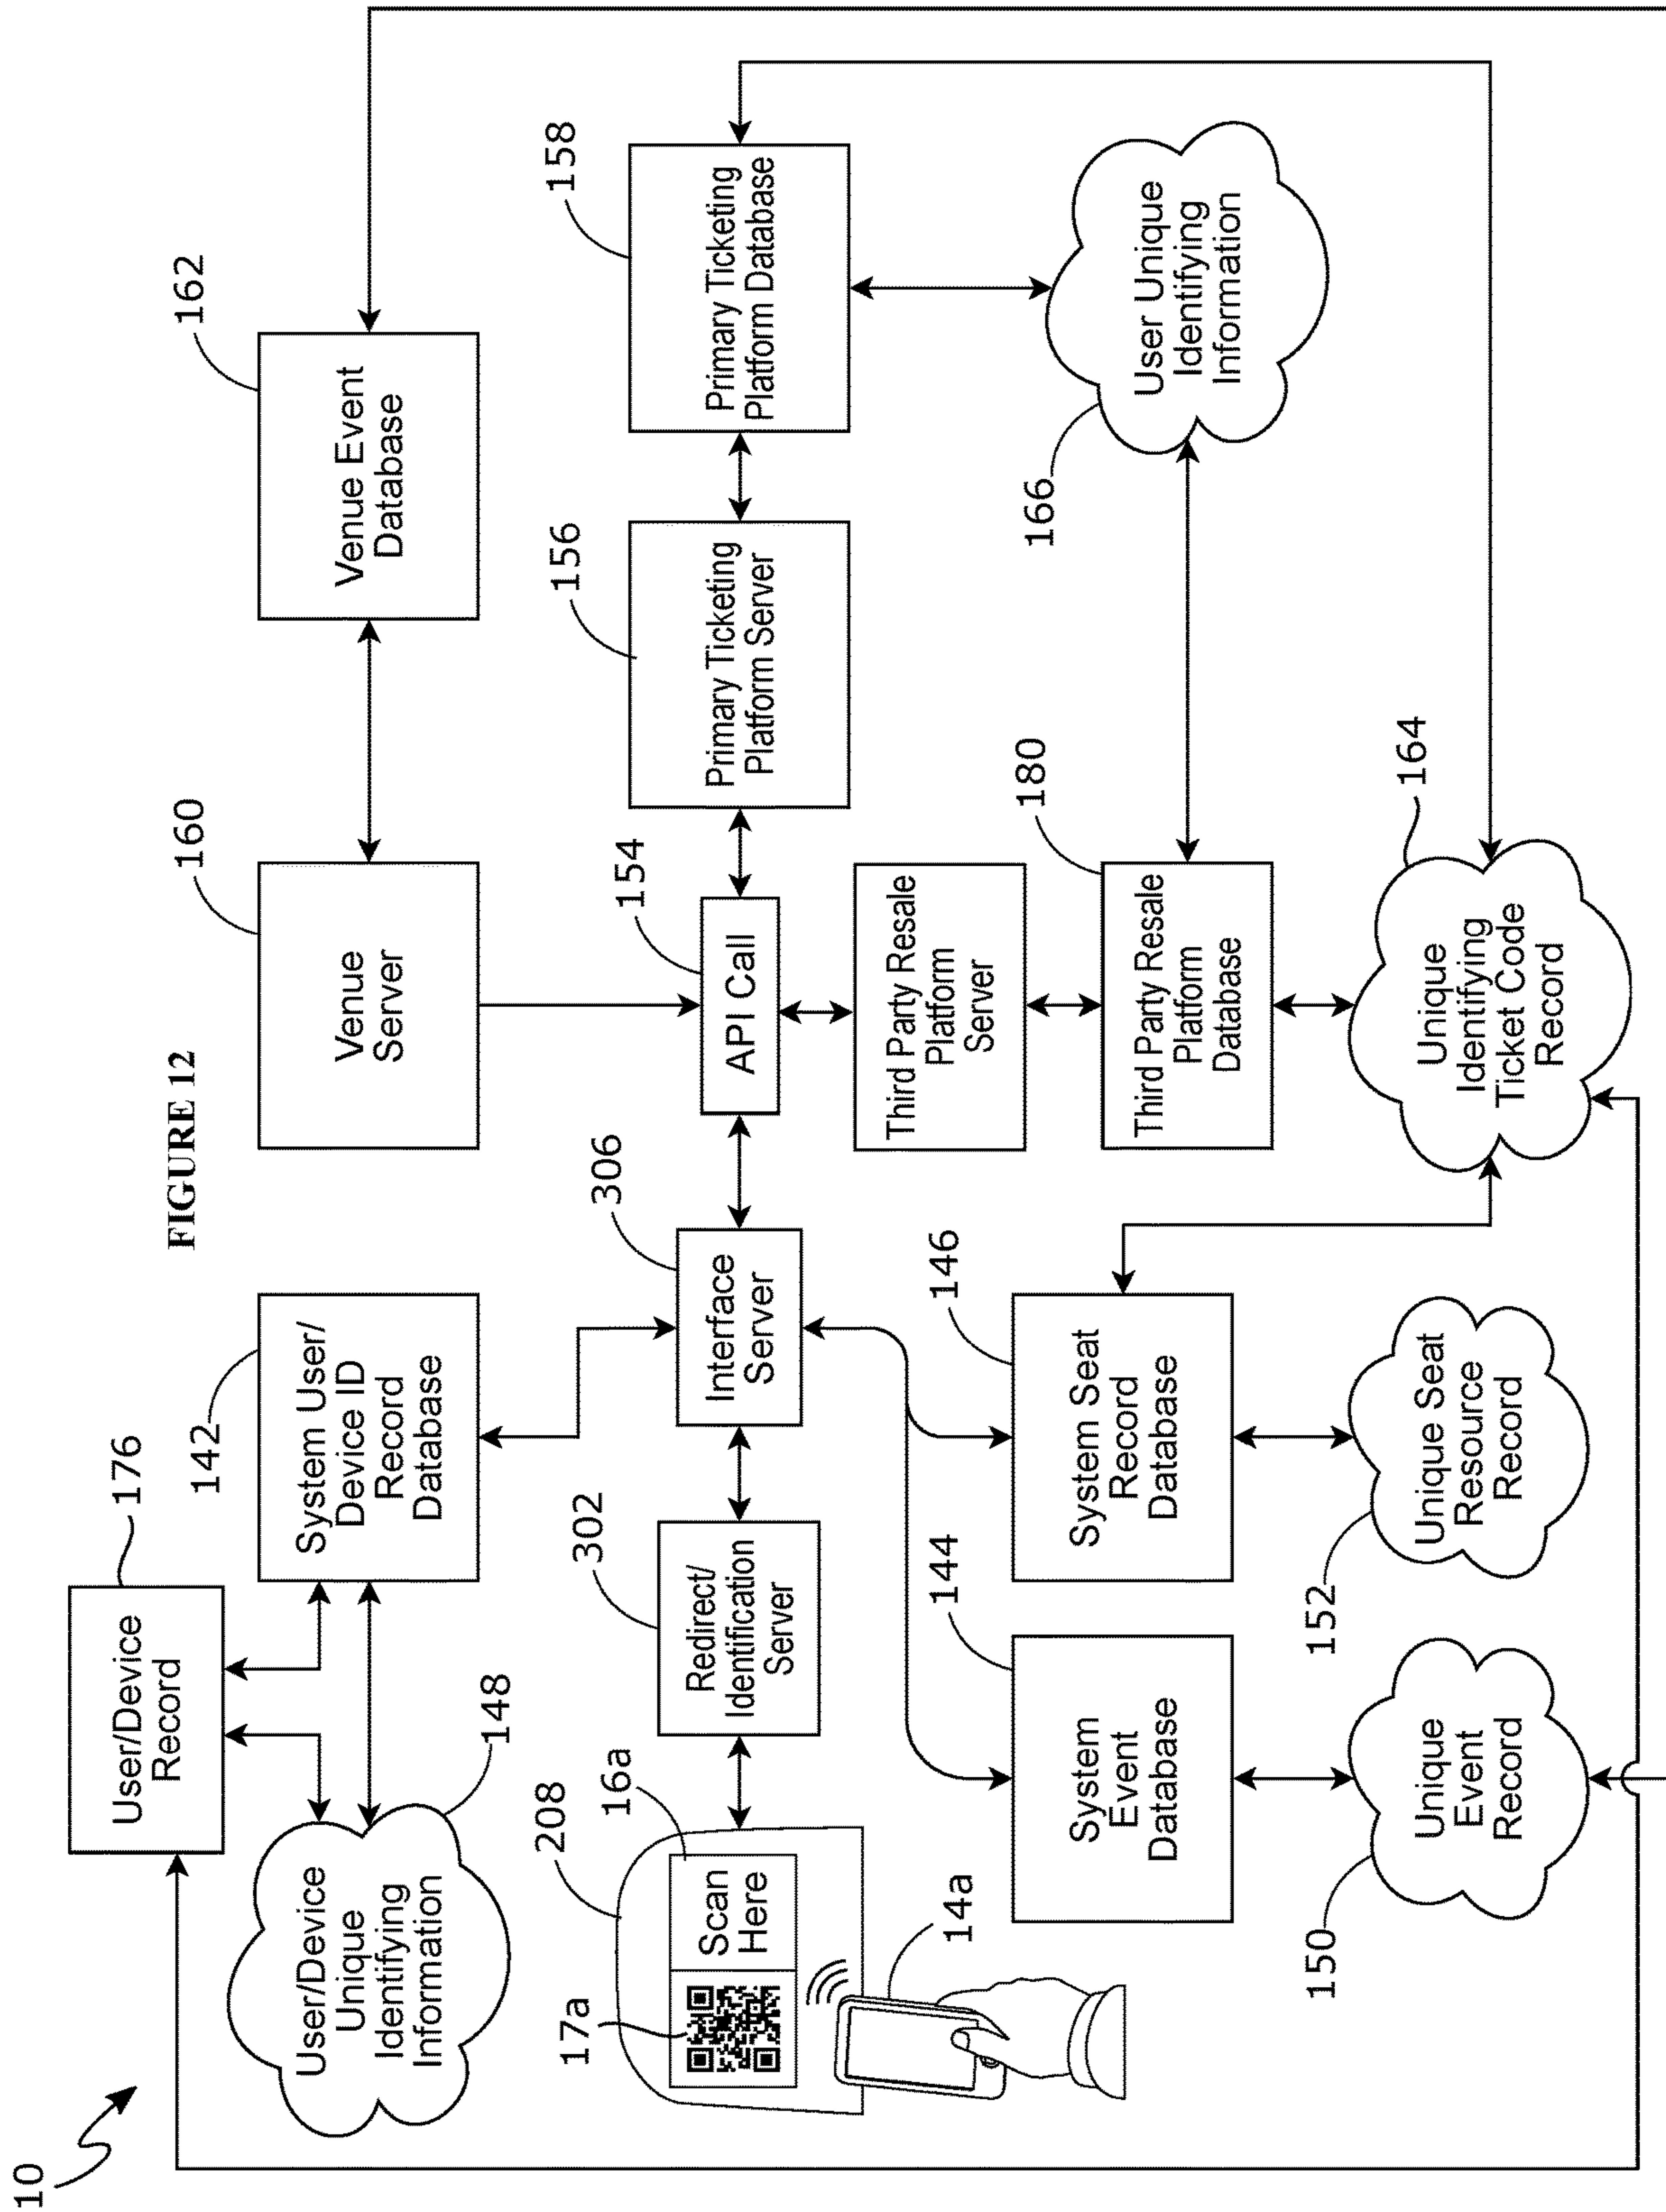 FIGURE 12
10
176
User/Device
Record
142
System User/
Device ID
Record
Database
160
Venue
Server
162
Venue Event
Database
148
User/Device
Unique
Identifying
Information
208
16a
17a
Scan
Here
14a
302
Redirect/
Identification
Server
306
Interface
Server
154
API Call
156
Primary Ticketing
Platform Server
158
Primary Ticketing
Platform Database
Third Party Resale
Platform
Server
180
Third Party Resale
Platform
Database
166
User Unique
Identifying
Information
144
System
Event
Database
146
System Seat
Record
Database
150
Unique
Event
Record
152
Unique Seat
Resource
Record
164
Unique
Identifying
Ticket Code
Record